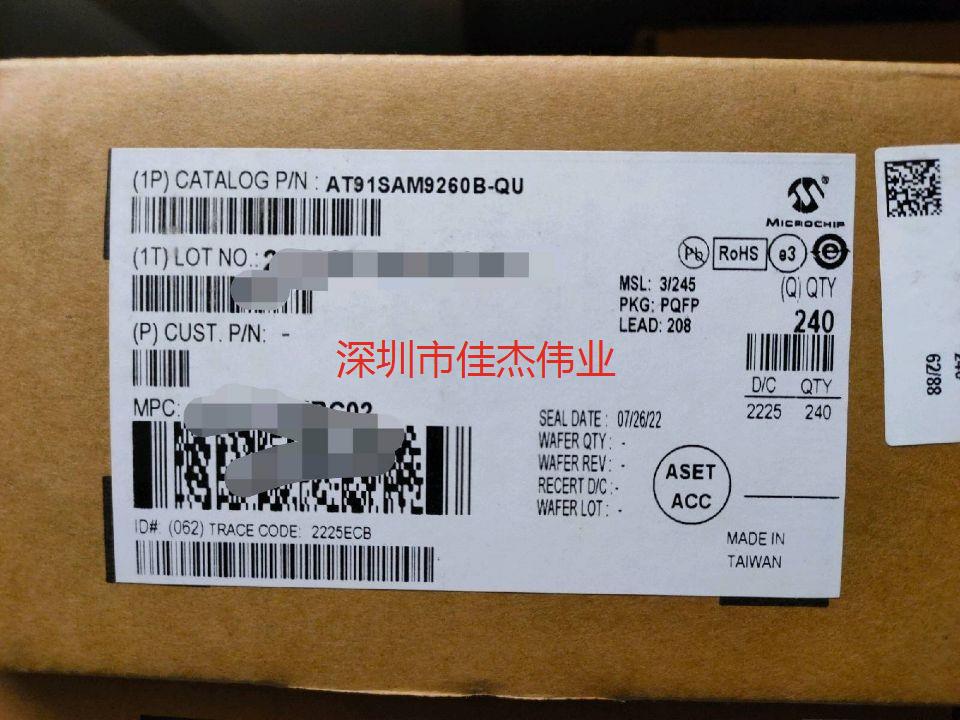 (1P) CATALOG P/N : AT91SAM9260B-QU
MICROCHIP
(1T) LOT NO.: 2
Pb RoHS e3 e
MSL: 3/245
PKG: PQFP
LEAD: 208
(Q) QTY
240
(P) CUST. P/N: -
深圳市佳杰伟业
D/C QTY
2225 240
MPC:
SEAL DATE : 07/26/22
WAFER QTY : -
WAFER REV : -
RECERT D/C : -
WAFER LOT : -
ASET
ACC
ID#: (062) TRACE CODE: 2225ECB
MADE IN
TAIWAN
62/88